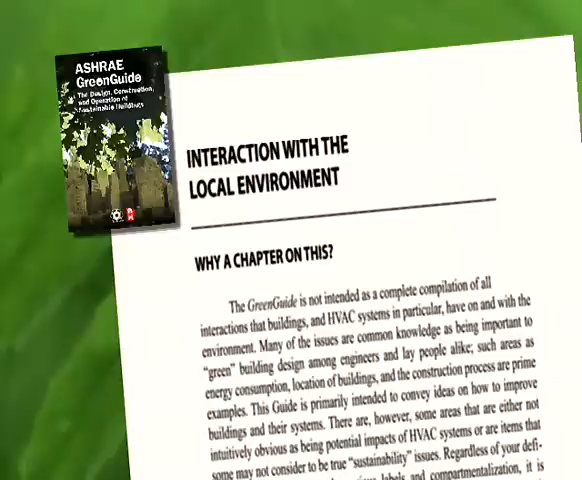 ASHRAE
GreenGuide
The Design, Construction,
and Operation of
Sustainable Buildings
INTERACTION WITH THE
LOCAL ENVIRONMENT
WHY A CHAPTER ON THIS?
The GreenGuide is not intended as a complete compilation of all
interactions that buildings, and HVAC systems in particular, have on and with the
environment. Many of the issues are common knowledge as being important to
“green” building design among engineers and lay people alike; such areas as
energy consumption, location of buildings, and the construction process are prime
examples. This Guide is primarily intended to convey ideas on how to improve
buildings and their systems. There are, however, some areas that are either not
intuitively obvious as being potential impacts of HVAC systems or are items that
some may not consider to be true “sustainability” issues. Regardless of your defi-
labels and compartmentalization, it is